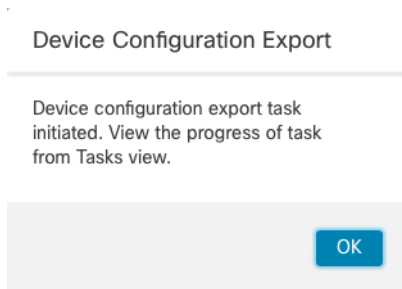 Device Configuration Export
Device configuration export task
initiated. View the progress of task
from Tasks view.
OK